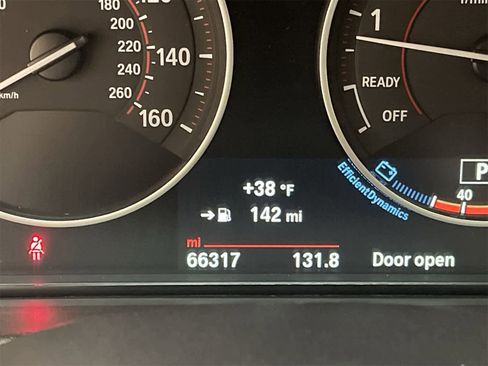 180
200
220
240
260
km/h
160
160
1
READY
OFF
EfficientDynamics
P
40
+38 °F
142 mi
mi
66317 131.8 Door open